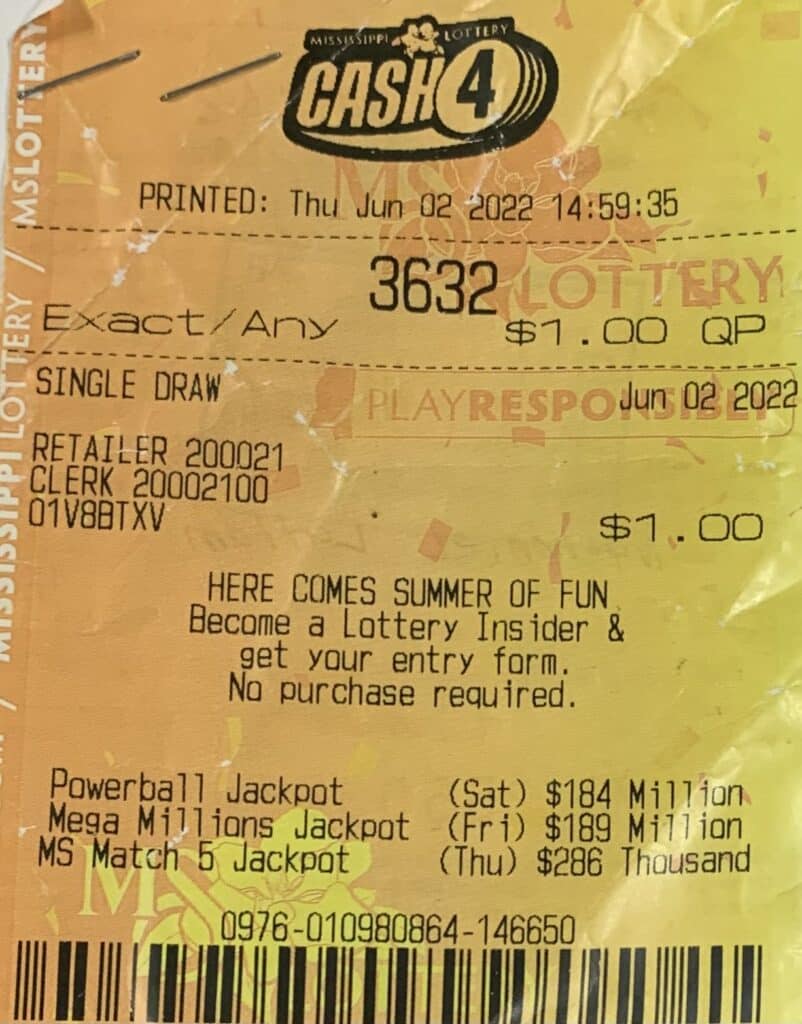 MISSISSIPPI LOTTERY
CASH 4
PRINTED: Thu Jun 02 2022 14:59:35
3632
LOTTERY
Exact/Any $1.00 QP
SINGLE DRAW Jun 02 2022
PLAY RESPONSIBLY
RETAILER 200021
CLERK 20002100
01V8BTXV
$1.00
HERE COMES SUMMER OF FUN
Become a Lottery Insider &
get your entry form.
No purchase required.
Powerball Jackpot (Sat) $184 Million
Mega Millions Jackpot (Fri) $189 Million
MS Match 5 Jackpot (Thu) $286 Thousand
0976-010980864-146650
/ MISSISSIPPI LOTTERY / MSLOTTERY